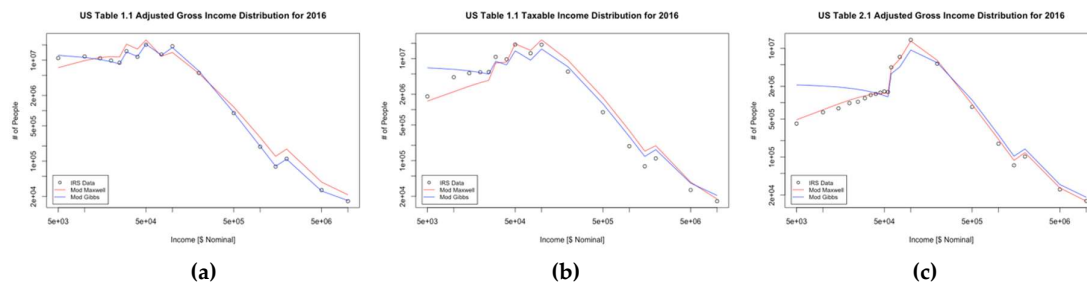 US Table 1.1 Adjusted Gross Income Distribution for 2016
# of People
1e+07
2e+06
5e+05
1e+05
2e+04
IRS Data
Mod Maxwell
Mod Gibbs
5e+03
5e+04
5e+05
5e+06
Income [$ Nominal]
(a)
US Table 1.1 Taxable Income Distribution for 2016
# of People
1e+07
2e+06
5e+05
1e+05
2e+04
IRS Data
Mod Maxwell
Mod Gibbs
5e+03
5e+04
5e+05
5e+06
Income [$ Nominal]
(b)
US Table 2.1 Adjusted Gross Income Distribution for 2016
# of People
1e+07
2e+06
5e+05
1e+05
2e+04
IRS Data
Mod Maxwell
Mod Gibbs
5e+03
5e+04
5e+05
5e+06
Income [$ Nominal]
(c)